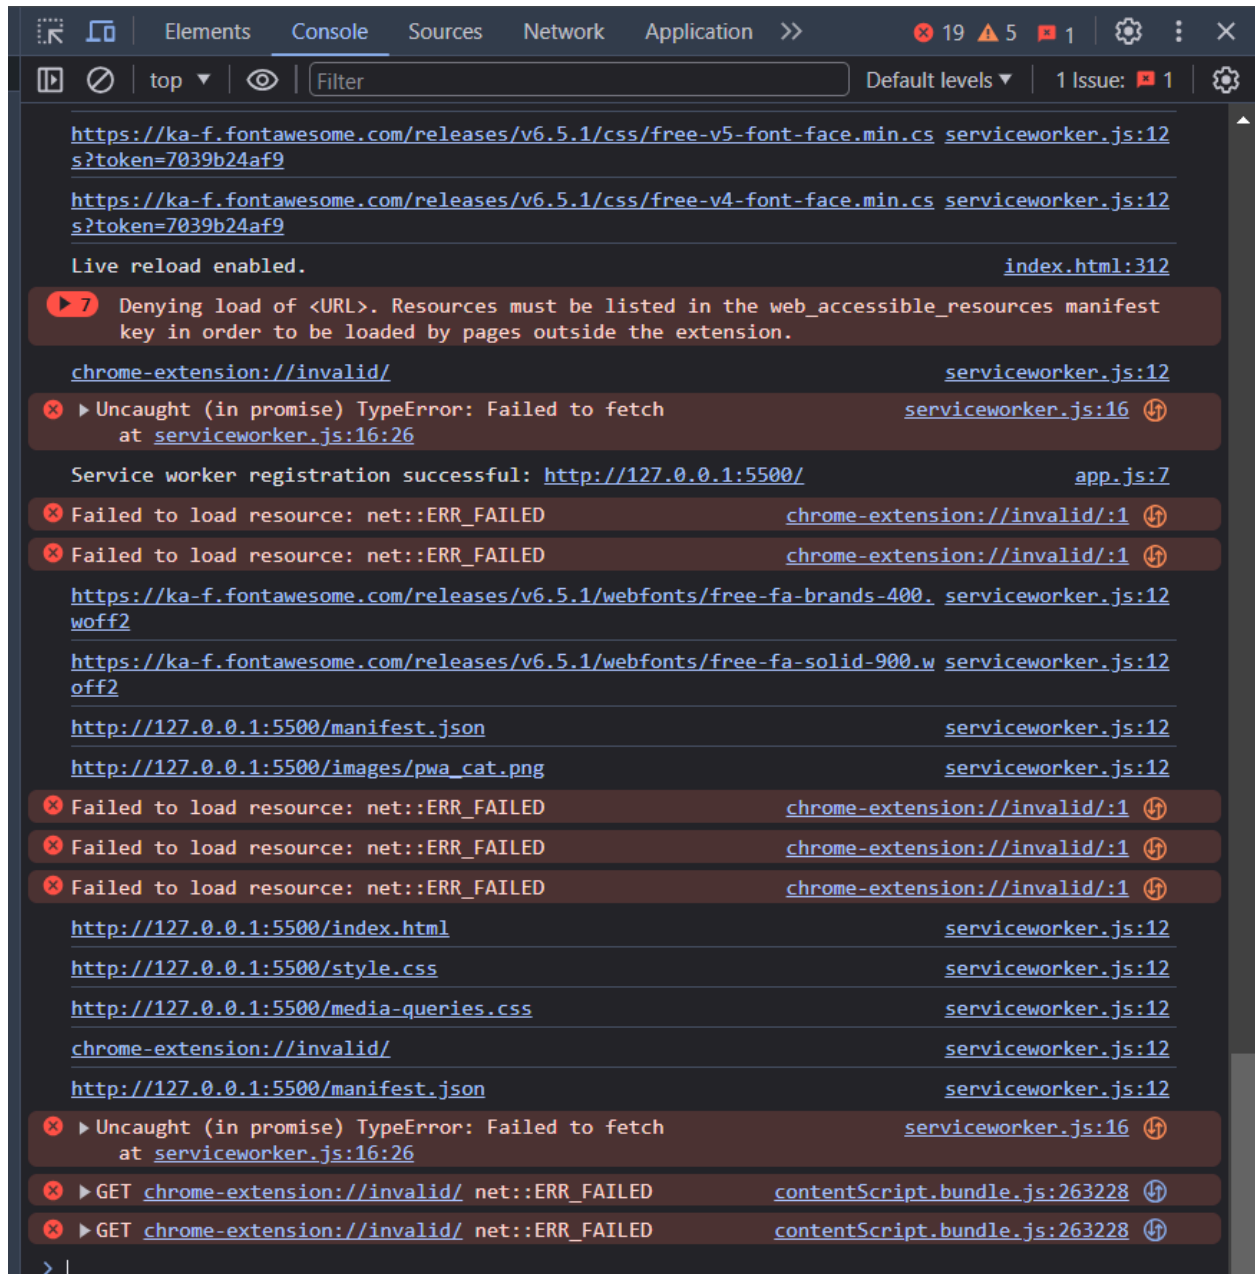 Elements Console Sources Network Application >> 19 5 1
top Filter Default levels 1 Issue: 1
https://ka-f.fontawesome.com/releases/v6.5.1/css/free-v5-font-face.min.cs serviceworker.js:12
s?token=7039b24af9
https://ka-f.fontawesome.com/releases/v6.5.1/css/free-v4-font-face.min.cs serviceworker.js:12
s?token=7039b24af9
Live reload enabled. index.html:312
7 Denying load of <URL>. Resources must be listed in the web_accessible_resources manifest
key in order to be loaded by pages outside the extension.
chrome-extension://invalid/ serviceworker.js:12
Uncaught (in promise) TypeError: Failed to fetch serviceworker.js:16
at serviceworker.js:16:26
Service worker registration successful: http://127.0.0.1:5500/ app.js:7
Failed to load resource: net::ERR_FAILED chrome-extension://invalid/:1
Failed to load resource: net::ERR_FAILED chrome-extension://invalid/:1
https://ka-f.fontawesome.com/releases/v6.5.1/webfonts/free-fa-brands-400. serviceworker.js:12
woff2
https://ka-f.fontawesome.com/releases/v6.5.1/webfonts/free-fa-solid-900.w serviceworker.js:12
off2
http://127.0.0.1:5500/manifest.json serviceworker.js:12
http://127.0.0.1:5500/images/pwa_cat.png serviceworker.js:12
Failed to load resource: net::ERR_FAILED chrome-extension://invalid/:1
Failed to load resource: net::ERR_FAILED chrome-extension://invalid/:1
Failed to load resource: net::ERR_FAILED chrome-extension://invalid/:1
http://127.0.0.1:5500/index.html serviceworker.js:12
http://127.0.0.1:5500/style.css serviceworker.js:12
http://127.0.0.1:5500/media-queries.css serviceworker.js:12
chrome-extension://invalid/ serviceworker.js:12
http://127.0.0.1:5500/manifest.json serviceworker.js:12
Uncaught (in promise) TypeError: Failed to fetch serviceworker.js:16
at serviceworker.js:16:26
GET chrome-extension://invalid/ net::ERR_FAILED contentScript.bundle.js:263228
GET chrome-extension://invalid/ net::ERR_FAILED contentScript.bundle.js:263228